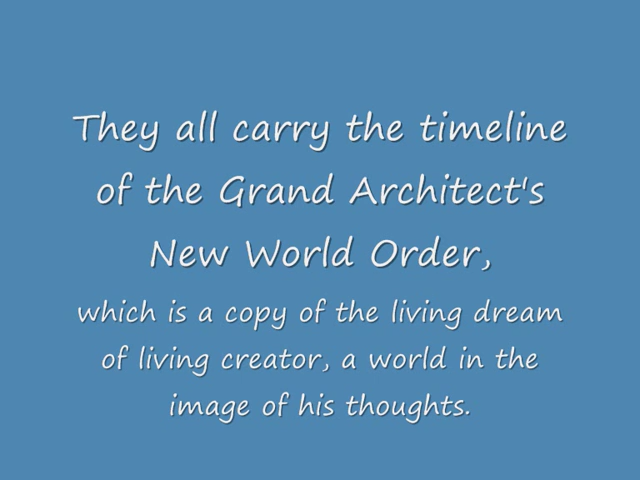 They all carry the timeline
of the Grand Architect's
New World Order,
which is a copy of the living dream
of living creator, a world in the
image of his thoughts.